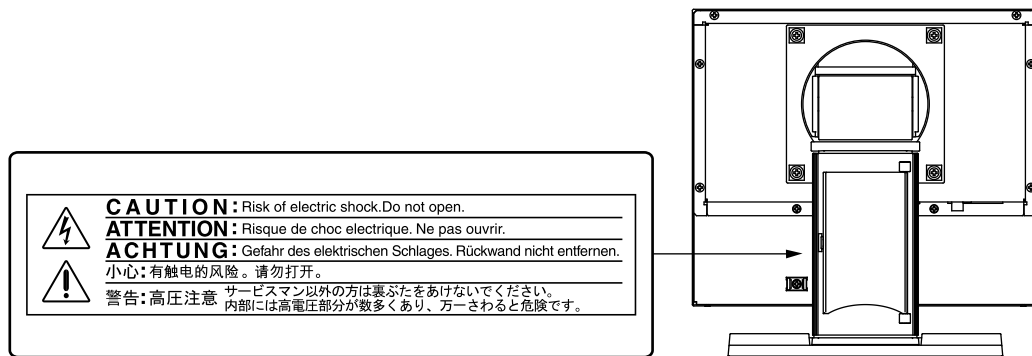 CAUTION: Risk of electric shock.Do not open.
ATTENTION: Risque de choc electrique. Ne pas ouvrir.
ACHTUNG: Gefahr des elektrischen Schlages. Rückwand nicht entfernen.
小心:有触电的风险。请勿打开。
警告:高圧注意 サービスマン以外の方は裏ぶたをあけないでください。
内部には高電圧部分が数多くあり、万一さわると危険です。